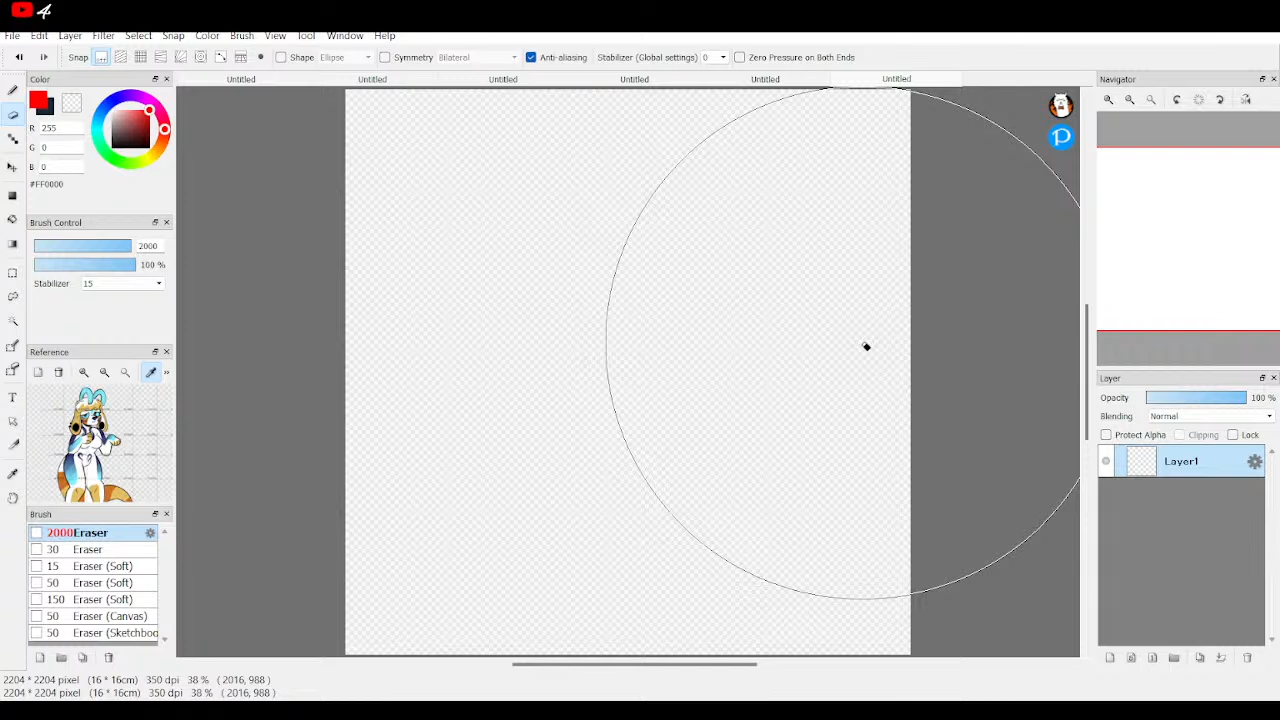 4
File Edit Layer Filter Select Snap Color Brush View Tool Window Help
Snap Shape Ellipse Symmetry Bilateral Anti-aliasing Stabilizer (Global settings) 0 Zero Pressure on Both Ends
Color
Untitled Untitled Untitled Untitled Untitled Untitled
Navigator
R 255
G 0
B 0
#FF0000
Brush Control
2000
100 %
Stabilizer 15
Reference
Layer
Opacity 100 %
Blending Normal
Protect Alpha Clipping Lock
Layer1
Brush
2000 Eraser
30 Eraser
15 Eraser (Soft)
50 Eraser (Soft)
150 Eraser (Soft)
50 Eraser (Canvas)
50 Eraser (Sketchboo
2204 * 2204 pixel (16 * 16cm) 350 dpi 38 % ( 2016, 988 )
2204 * 2204 pixel (16 * 16cm) 350 dpi 38 % ( 2016, 988 )